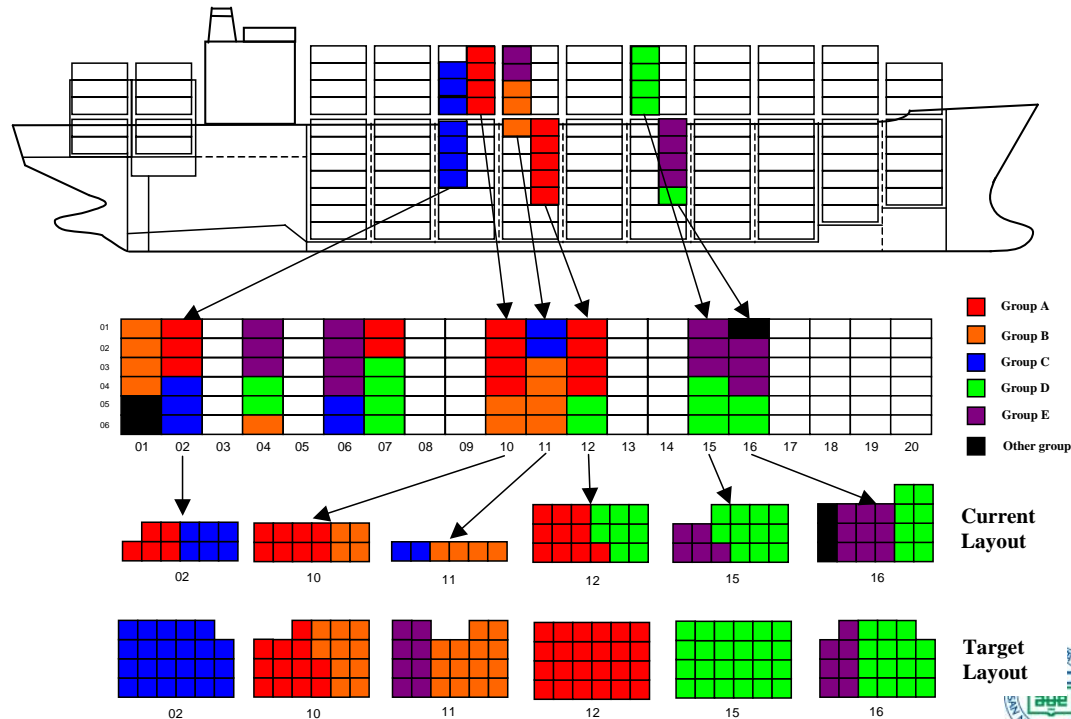 Group A
Group B
Group C
Group D
Group E
Other group
01
02
03
04
05
06
01 02 03 04 05 06 07 08 09 10 11 12 13 14 15 16 17 18 19 20
Current
Layout
02 10 11 12 15 16
Target
Layout
02 10 11 12 15 16